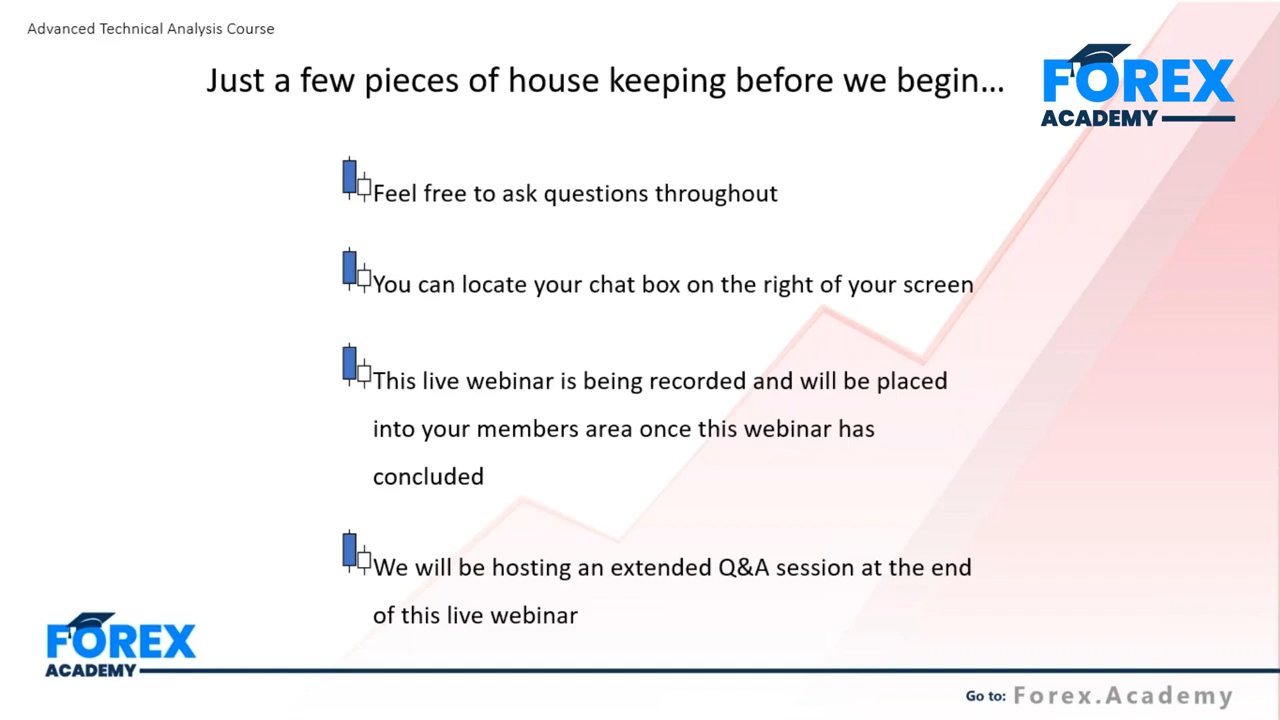 Advanced Technical Analysis Course
Just a few pieces of house keeping before we begin...
FOREX
ACADEMY
Feel free to ask questions throughout
You can locate your chat box on the right of your screen
This live webinar is being recorded and will be placed
into your members area once this webinar has
concluded
We will be hosting an extended Q&A session at the end
of this live webinar
FOREX
ACADEMY
Go to: Forex.Academy